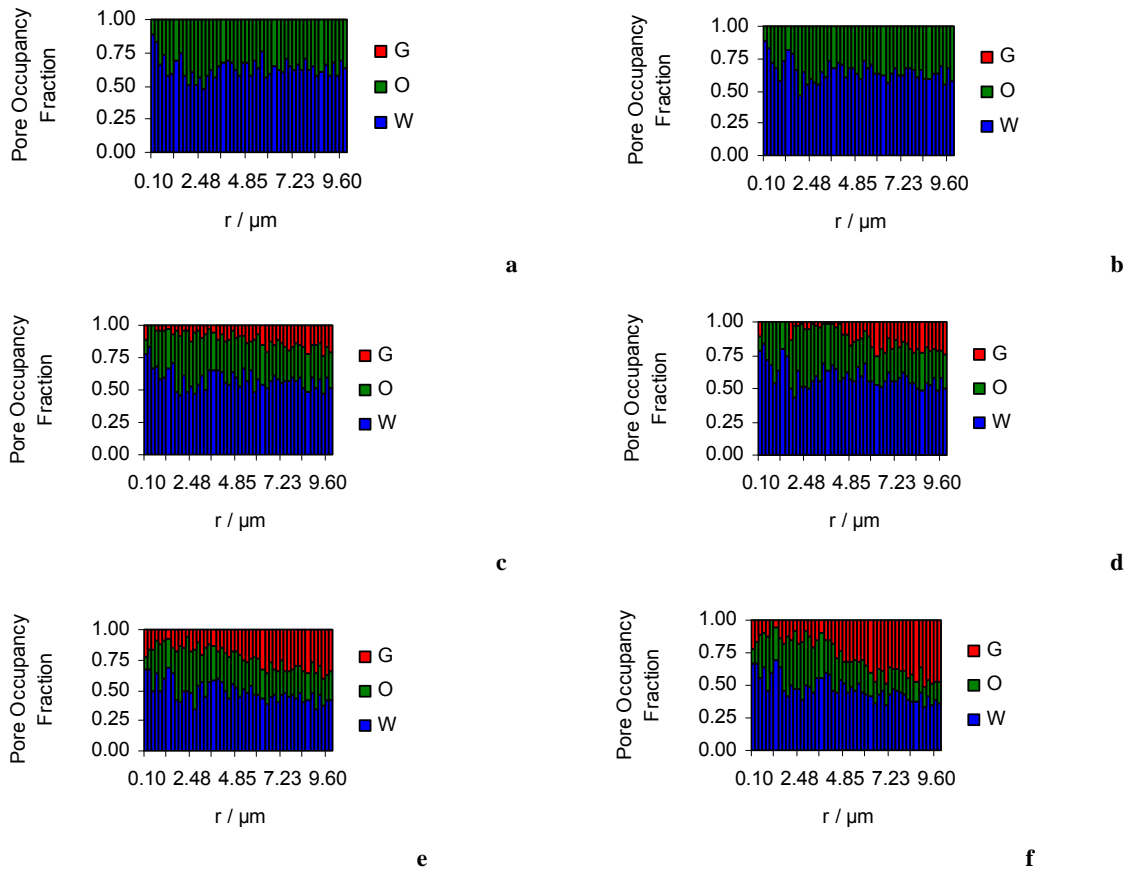 Pore Occupancy
Fraction
1.00
0.75
0.50
0.25
0.00
0.10 2.48 4.85 7.23 9.60
r / µm
G
O
W
a
Pore Occupancy
Fraction
1.00
0.75
0.50
0.25
0.00
0.10 2.48 4.85 7.23 9.60
r / µm
G
O
W
b
Pore Occupancy
Fraction
1.00
0.75
0.50
0.25
0.00
0.10 2.48 4.85 7.23 9.60
r / µm
G
O
W
c
Pore Occupancy
Fraction
1.00
0.75
0.50
0.25
0.00
0.10 2.48 4.85 7.23 9.60
r / µm
G
O
W
d
Pore Occupancy
Fraction
1.00
0.75
0.50
0.25
0.00
0.10 2.48 4.85 7.23 9.60
r / µm
G
O
W
e
Pore Occupancy
Fraction
1.00
0.75
0.50
0.25
0.00
0.10 2.48 4.85 7.23 9.60
r / µm
G
O
W
f